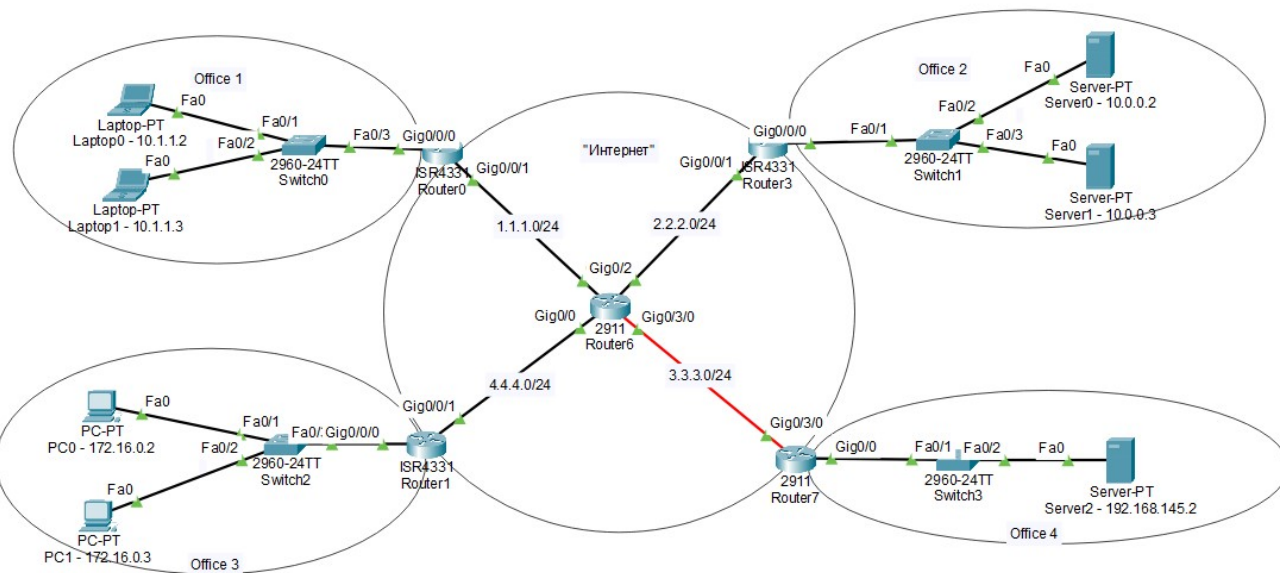 Office 1
Fa0
Laptop-PT
Laptop0 - 10.1.1.2
Fa0/1
Fa0/2
Fa0
Laptop-PT
Laptop1 - 10.1.1.3
2960-24TT
Switch0
Fa0/3
Gig0/0/0
ISR4331
Router0
Gig0/0/1
"Интернет"
Office 2
Gig0/0/0
Gig0/0/1
ISR4331
Router3
Fa0/1
Fa0/2
Fa0/3
2960-24TT
Switch1
Fa0
Server-PT
Server0 - 10.0.0.2
Fa0
Server-PT
Server1 - 10.0.0.3
1.1.1.0/24
2.2.2.0/24
Gig0/2
Gig0/0
Gig0/3/0
2911
Router6
4.4.4.0/24
3.3.3.0/24
Fa0
PC-PT
PC0 - 172.16.0.2
Fa0/1
Fa0/2
Fa0
PC-PT
PC1 - 172.16.0.3
2960-24TT
Switch2
Gig0/0/0
Gig0/0/1
ISR4331
Router1
Office 3
Gig0/3/0
Gig0/0
2911
Router7
Fa0/1
Fa0/2
2960-24TT
Switch3
Fa0
Server-PT
Server2 - 192.168.145.2
Office 4